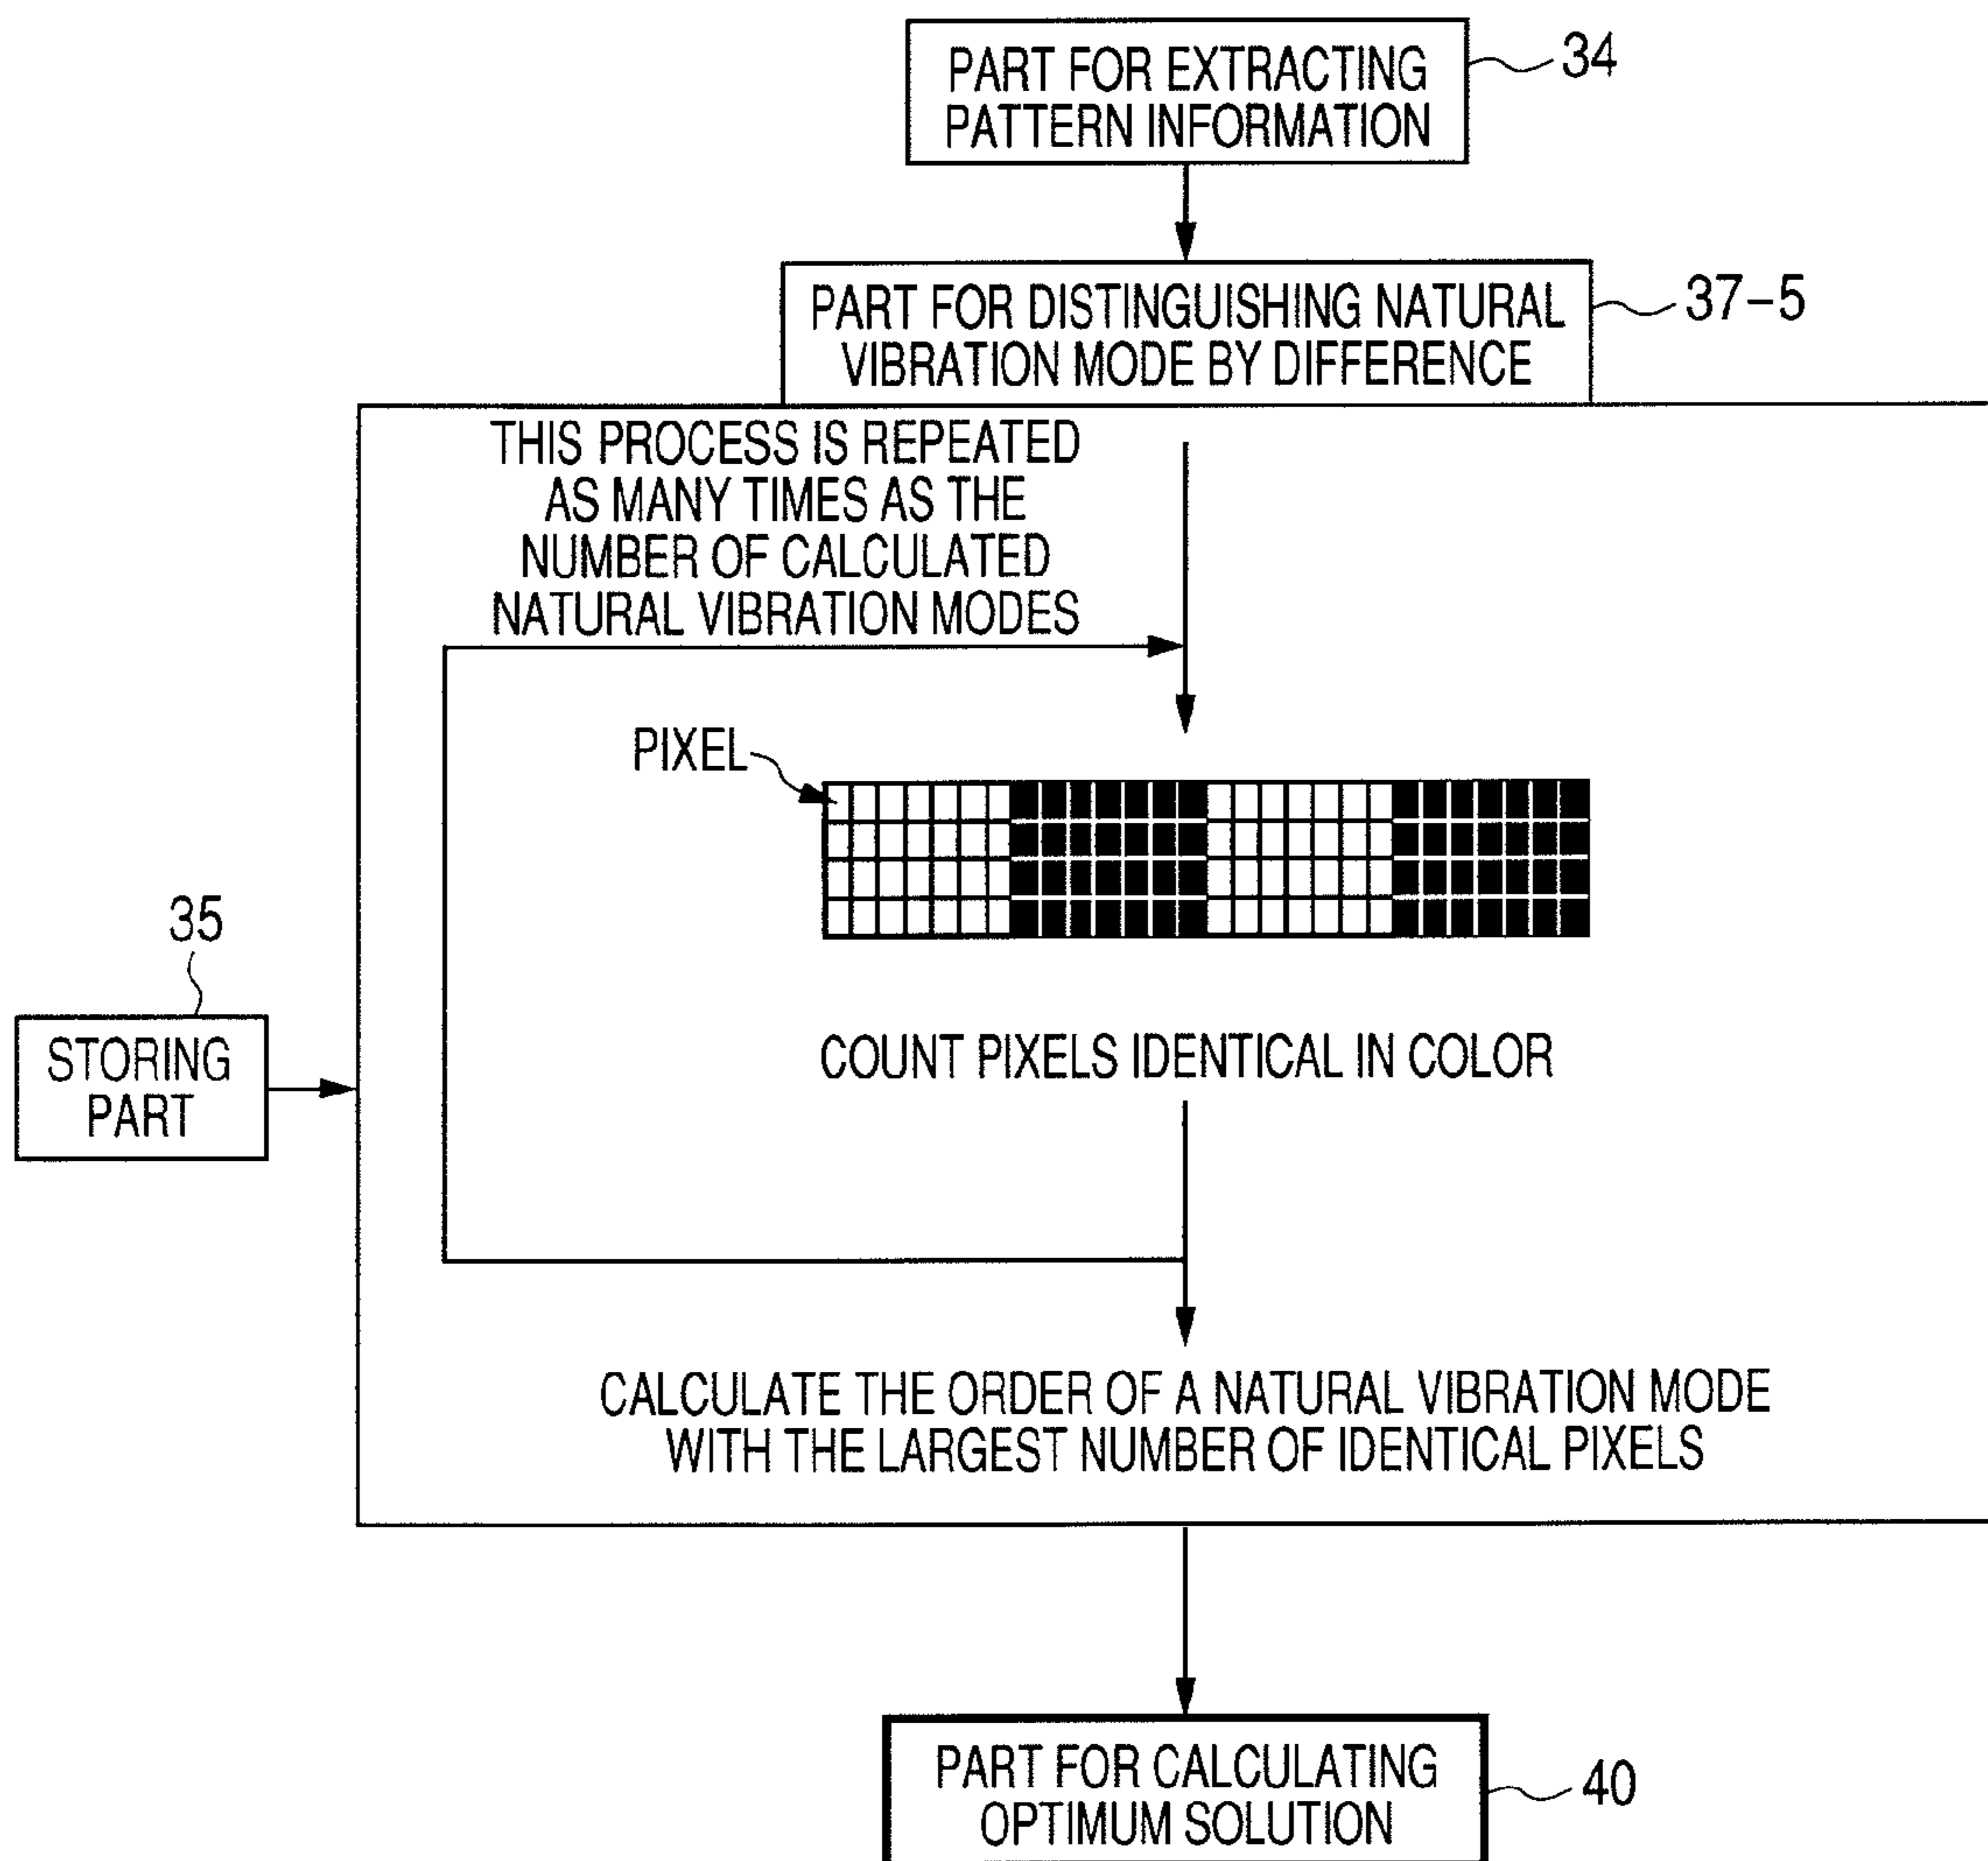 PART FOR EXTRACTING
PATTERN INFORMATION
34
PART FOR DISTINGUISHING NATURAL
VIBRATION MODE BY DIFFERENCE
37-5
THIS PROCESS IS REPEATED
AS MANY TIMES AS THE
NUMBER OF CALCULATED
NATURAL VIBRATION MODES
PIXEL
35
STORING
PART
COUNT PIXELS IDENTICAL IN COLOR
CALCULATE THE ORDER OF A NATURAL VIBRATION MODE
WITH THE LARGEST NUMBER OF IDENTICAL PIXELS
PART FOR CALCULATING
OPTIMUM SOLUTION
40